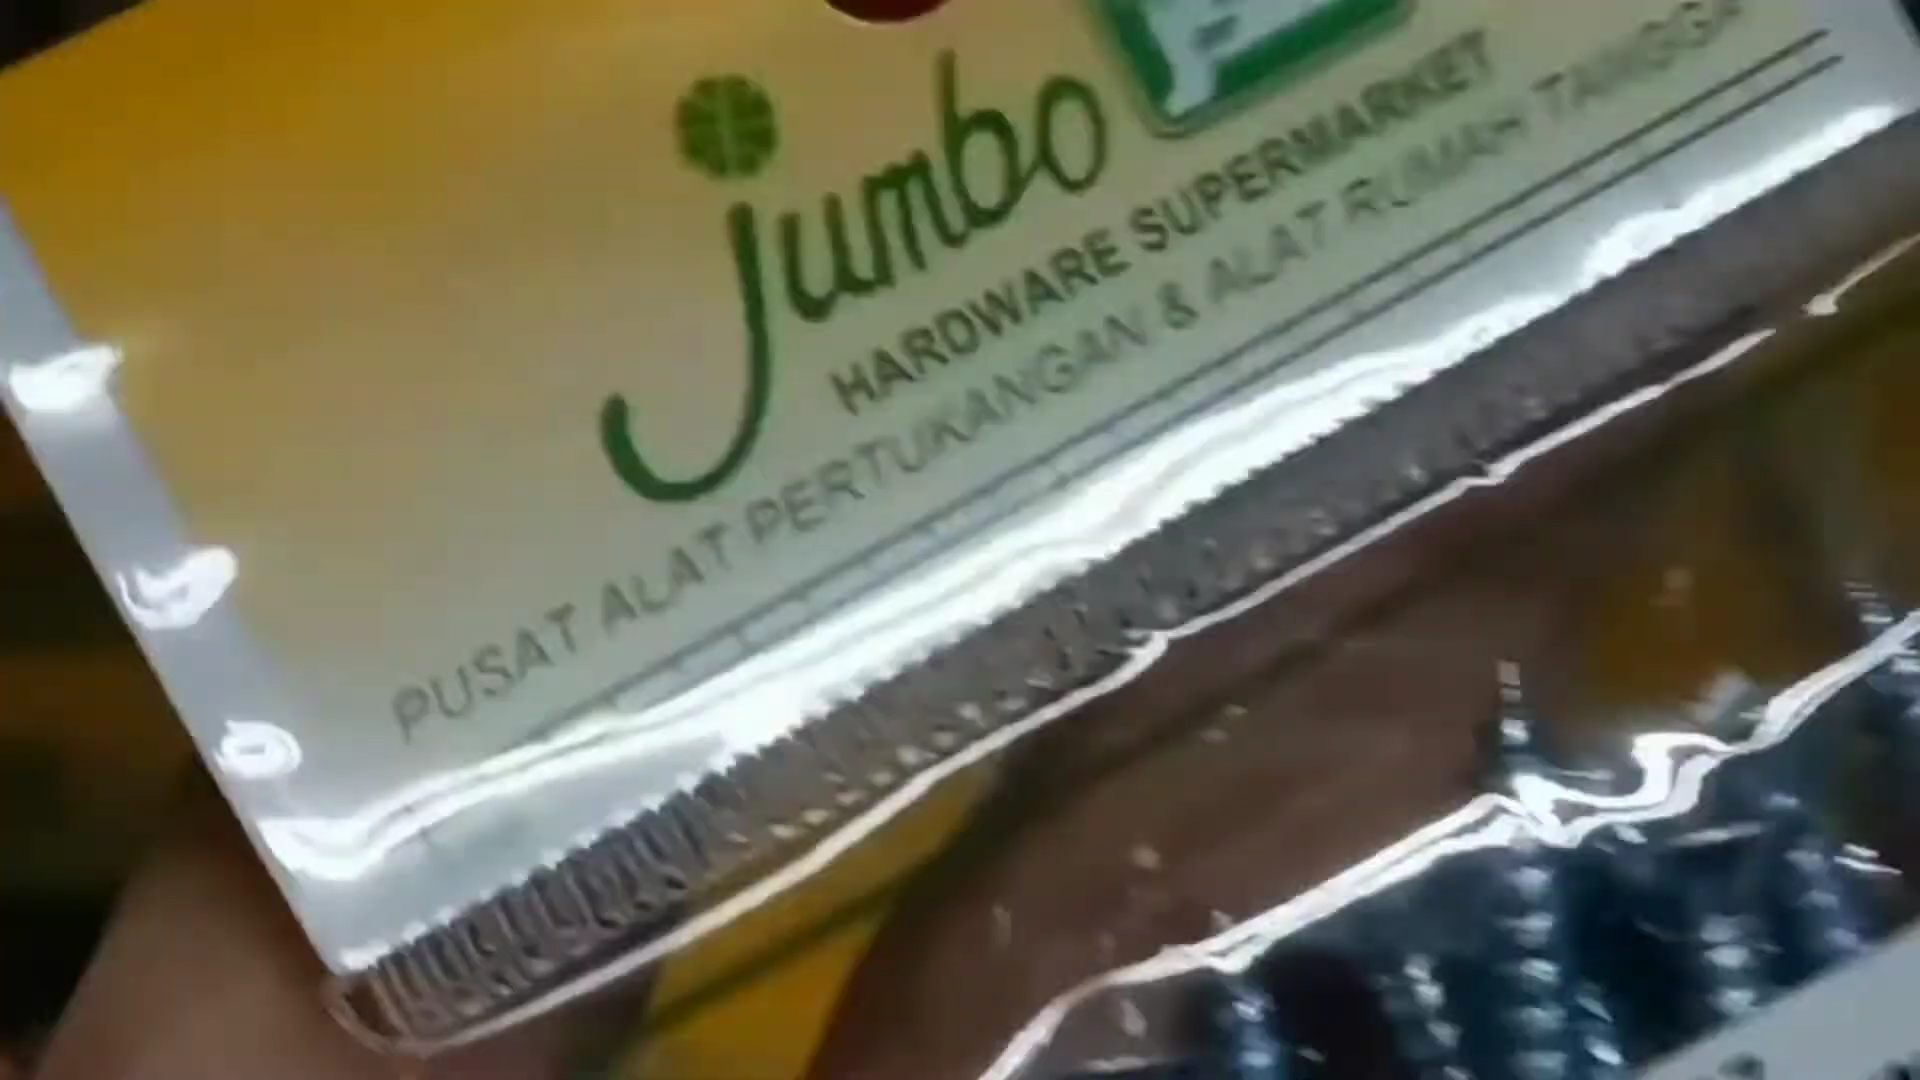 jumbo
HARDWARE SUPERMARKET
PUSAT ALAT PERTUKANGAN & ALAT RUMAH TANGGA